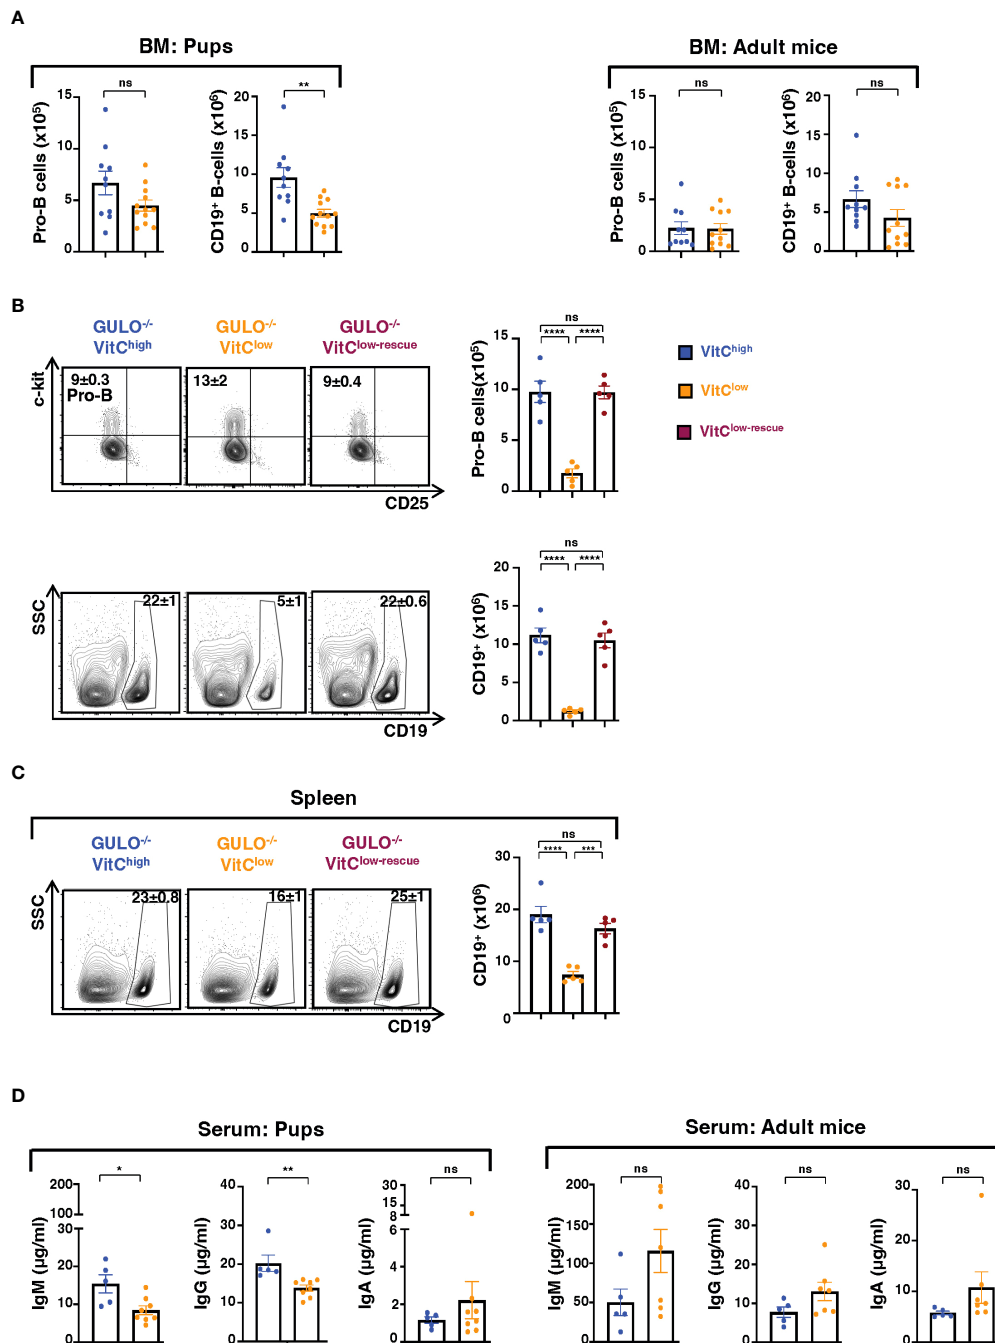 A
BM: Pups
BM: Adult mice
ns
**
ns
ns
Pro-B cells (x10⁵)
15
10
5
0
CD19⁺ B-cells (x10⁶)
20
15
10
5
0
Pro-B cells (x10⁵)
15
10
5
0
CD19⁺ B-cells (x10⁶)
20
15
10
5
0
B
GULO⁻/⁻ VitCʰⁱᵍʰ
GULO⁻/⁻ VitCˡᵒʷ
GULO⁻/⁻ VitCˡᵒʷ⁻ʳᵉˢᶜᵘᵉ
c-kit
9±0.3
Pro-B
13±2
9±0.4
CD25
ns
**** ****
Pro-B cells(x10⁵)
15
10
5
0
VitCʰⁱᵍʰ
VitCˡᵒʷ
VitCˡᵒʷ⁻ʳᵉˢᶜᵘᵉ
SSC
22±1
5±1
22±0.6
CD19
ns
**** ****
CD19⁺ (x10⁶)
20
15
10
5
0
C
Spleen
GULO⁻/⁻ VitCʰⁱᵍʰ
GULO⁻/⁻ VitCˡᵒʷ
GULO⁻/⁻ VitCˡᵒʷ⁻ʳᵉˢᶜᵘᵉ
SSC
23±0.8
16±1
25±1
CD19
ns
**** ***
CD19⁺ (x10⁶)
30
20
10
0
D
Serum: Pups
Serum: Adult mice
*
**
ns
ns
ns
ns
IgM (µg/ml)
200
100
30
20
10
0
IgG (µg/ml)
40
30
20
10
0
IgA (µg/ml)
30
15
8
6
4
2
0
IgM (µg/ml)
200
150
100
50
0
IgG (µg/ml)
40
30
20
10
0
IgA (µg/ml)
30
20
10
0